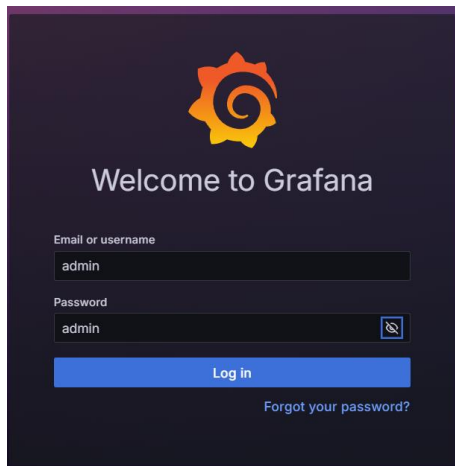 Welcome to Grafana
Email or username
admin
Password
admin
Log in
Forgot your password?